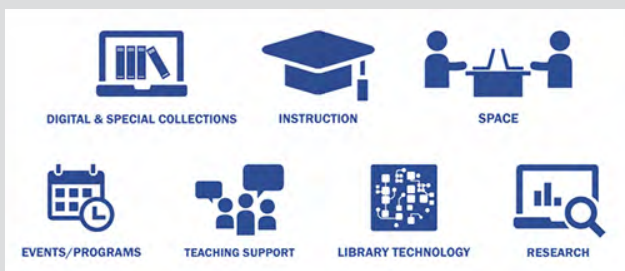 DIGITAL & SPECIAL COLLECTIONS
INSTRUCTION
SPACE
EVENTS/PROGRAMS
TEACHING SUPPORT
LIBRARY TECHNOLOGY
RESEARCH